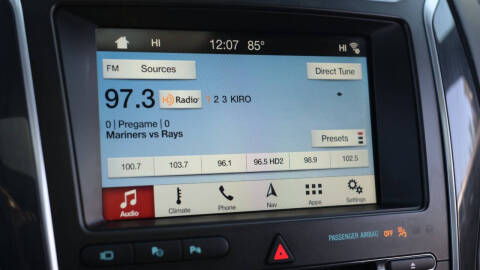 HI 12:07 85° HI
FM Sources Direct Tune
97.3 HD Radio 1 2 3 KIRO
0 | Pregame | 0
Mariners vs Rays
Presets
100.7 103.7 96.1 96.5 HD2 98.9 102.5
Audio Climate Phone Nav Apps Settings
PASSENGER AIRBAG OFF